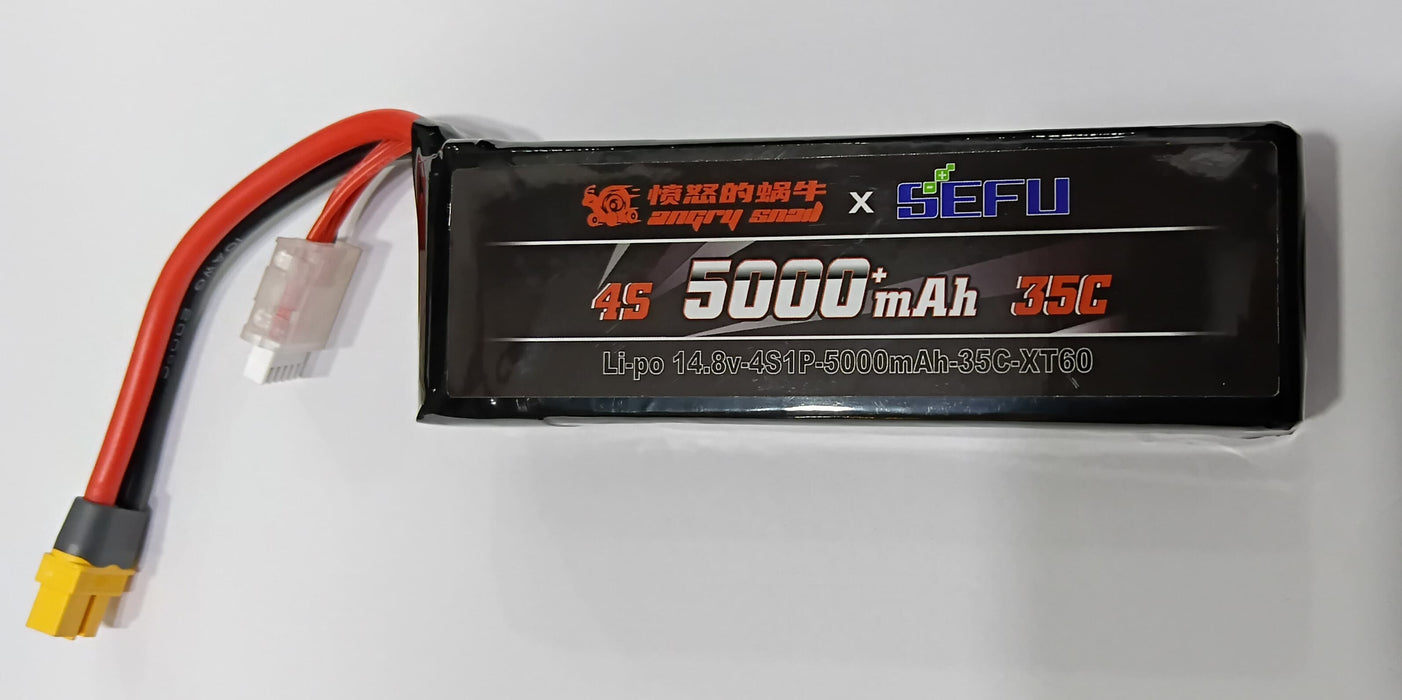 愤怒的蜗牛 x SEFU
angry snail
4S 5000+mAh 35C
Li-po 14.8v-4S1P-5000mAh-35C-XT60